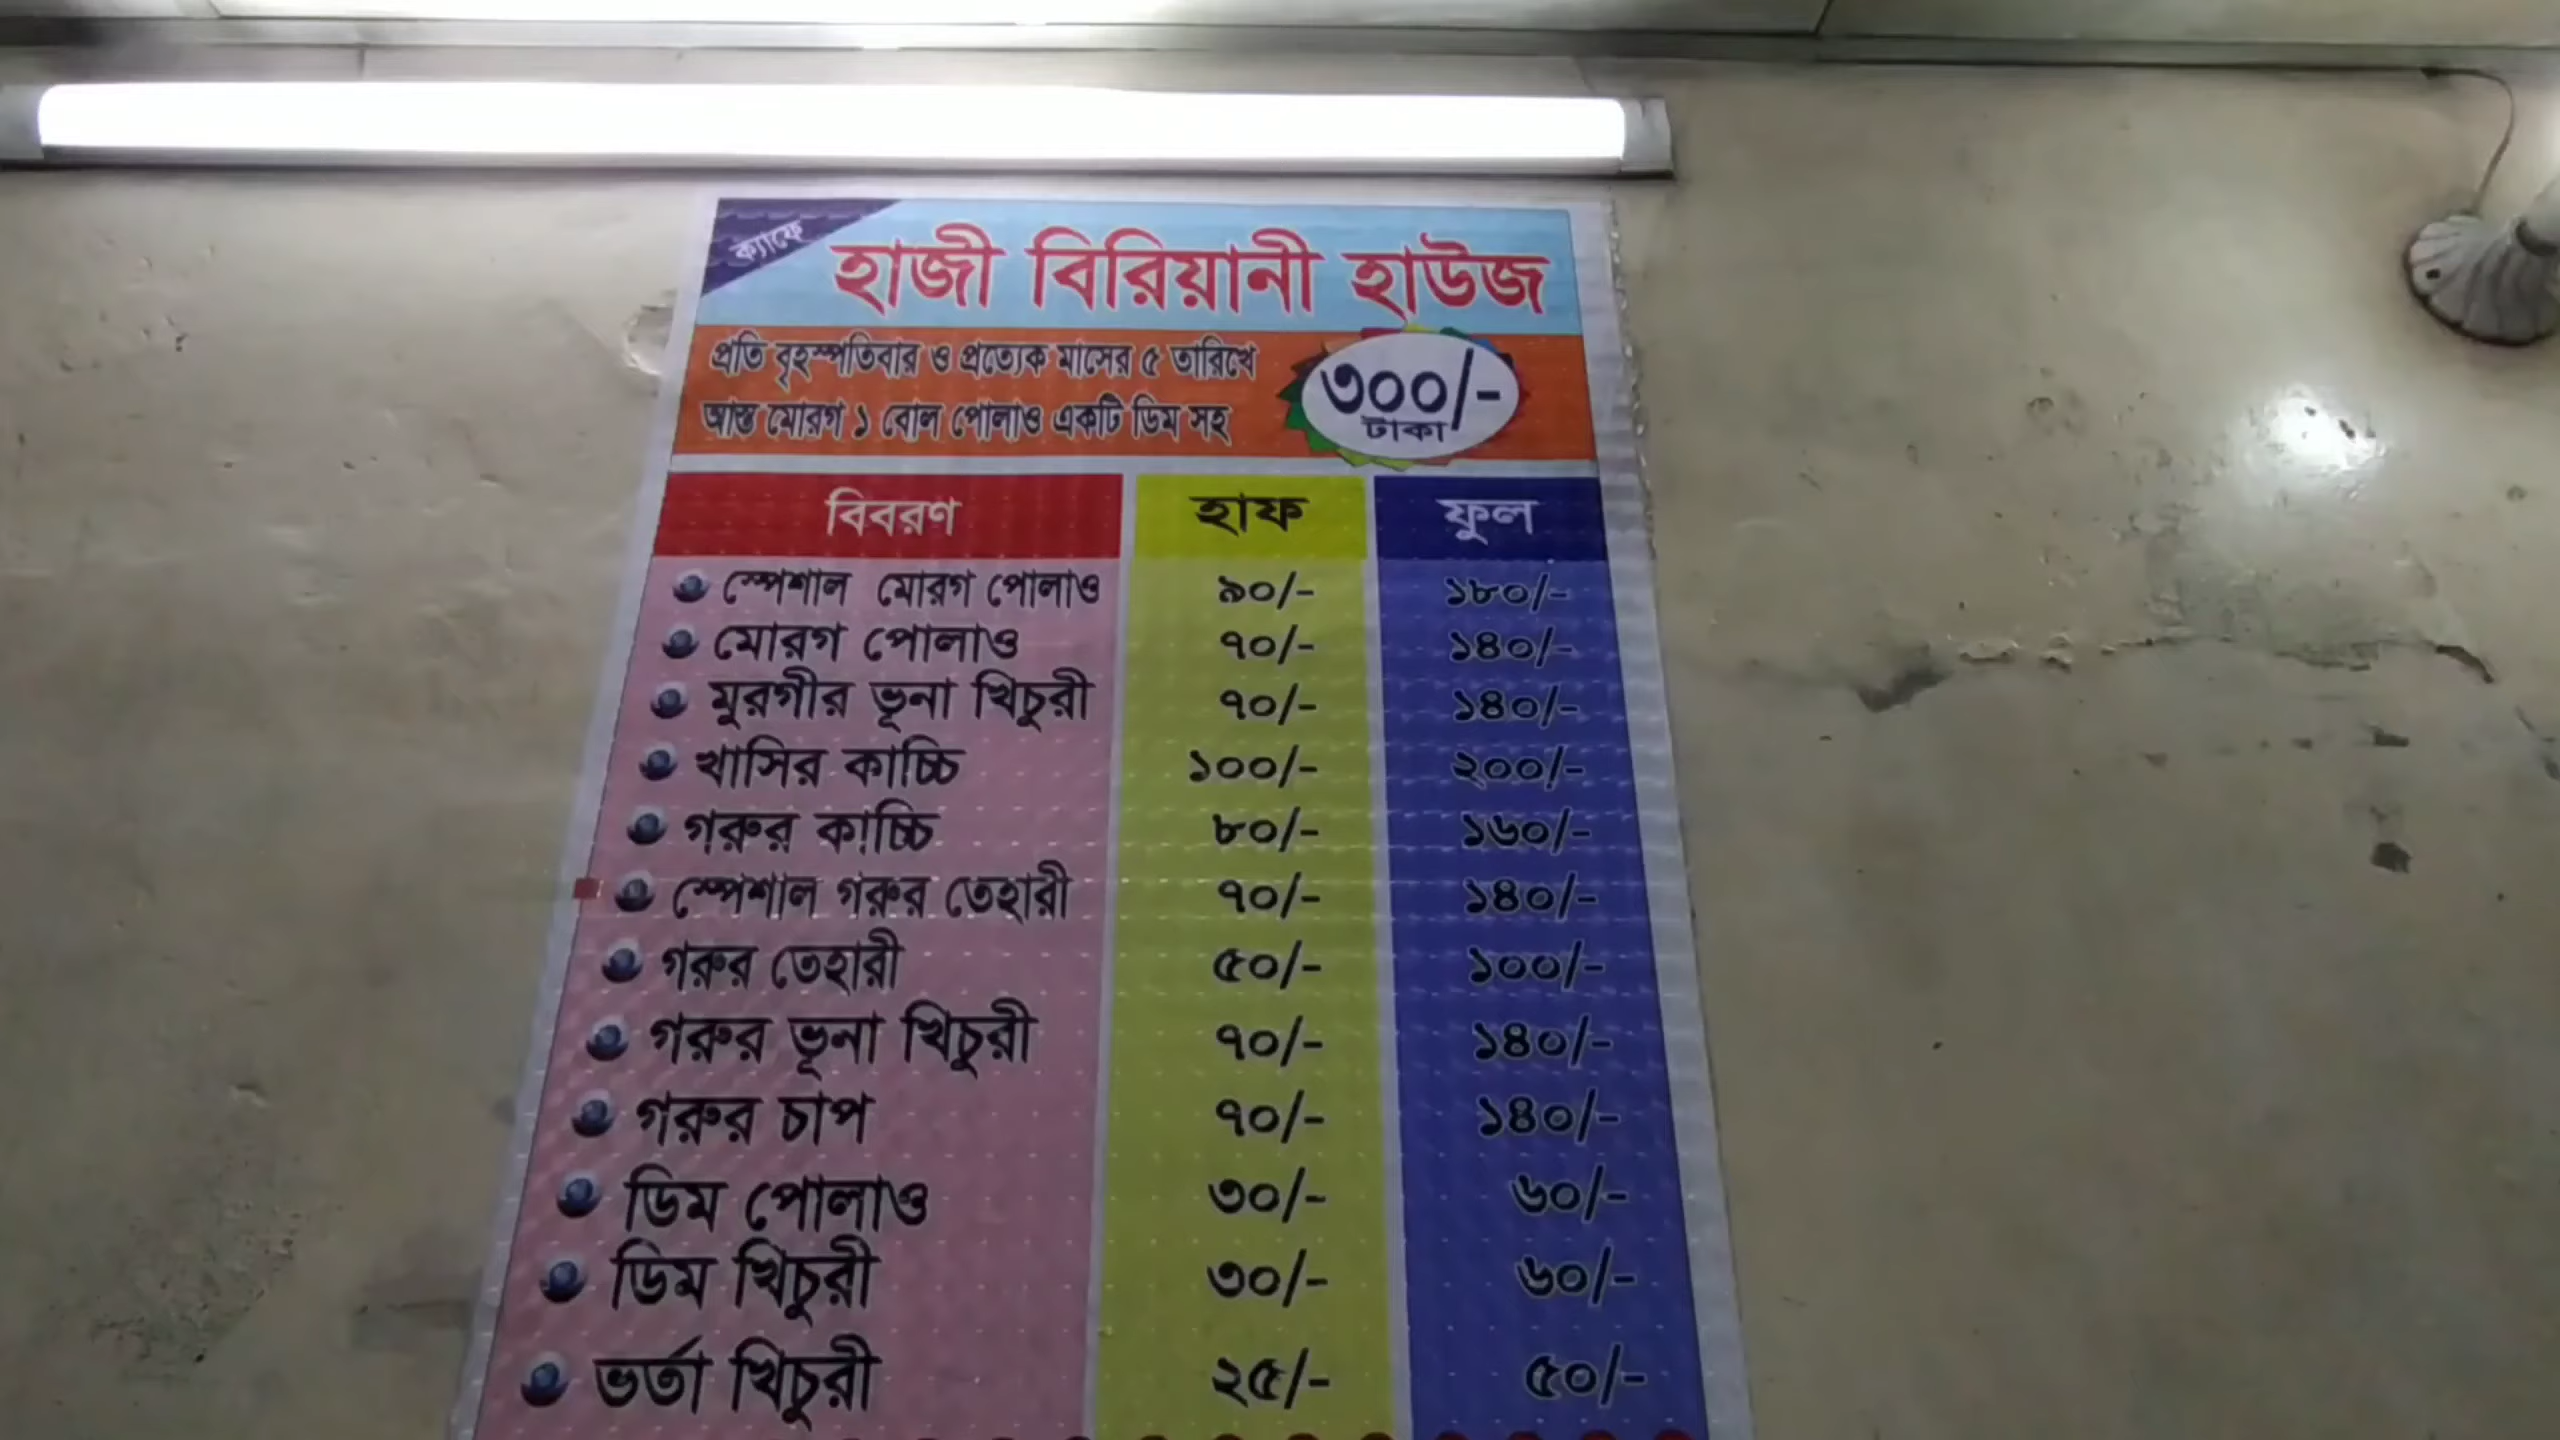 ক্যাফে
হাজী বিরিয়ানী হাউজ
প্রতি বৃহস্পতিবার ও প্রত্যেক মাসের ৫ তারিখে
আস্ত মোরগ ১ বোল পোলাও একটি ডিম সহ
৩০০/-
টাকা
বিবরণ হাফ ফুল
স্পেশাল মোরগ পোলাও ৯০/- ১৮০/-
মোরগ পোলাও ৭০/- ১৪০/-
মুরগীর ভূনা খিচুরী ৭০/- ১৪০/-
খাসির কাচ্চি ১০০/- ২০০/-
গরুর কাচ্চি ৮০/- ১৬০/-
স্পেশাল গরুর তেহারী ৭০/- ১৪০/-
গরুর তেহারী ৫০/- ১০০/-
গরুর ভূনা খিচুরী ৭০/- ১৪০/-
গরুর চাপ ৭০/- ১৪০/-
ডিম পোলাও ৩০/- ৬০/-
ডিম খিচুরী ৩০/- ৬০/-
ভর্তা খিচুরী ২৫/- ৫০/-